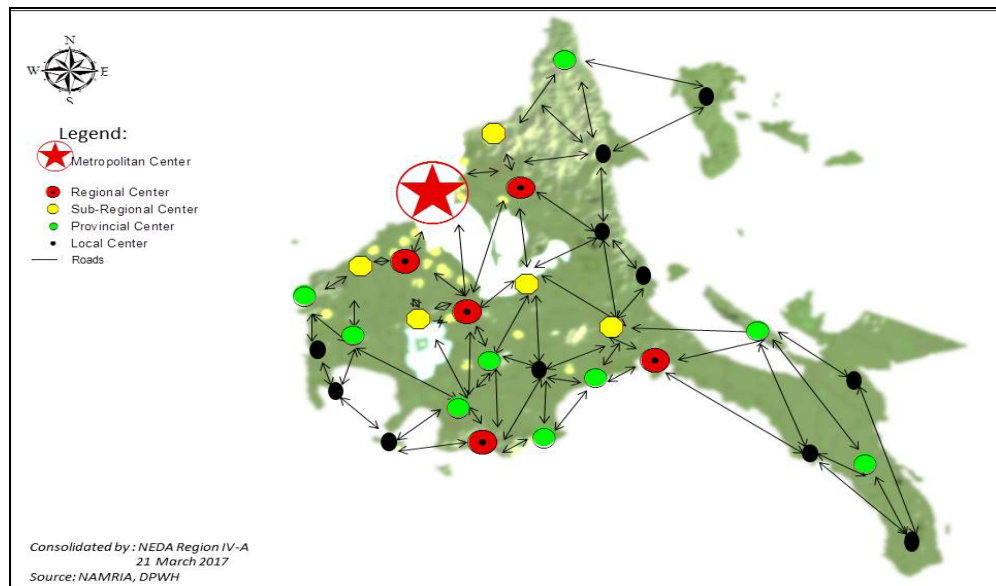 N
W E
S
Legend:
Metropolitan Center
Regional Center
Sub-Regional Center
Provincial Center
Local Center
Roads
Consolidated by : NEDA Region IV-A
21 March 2017
Source: NAMRIA, DPWH